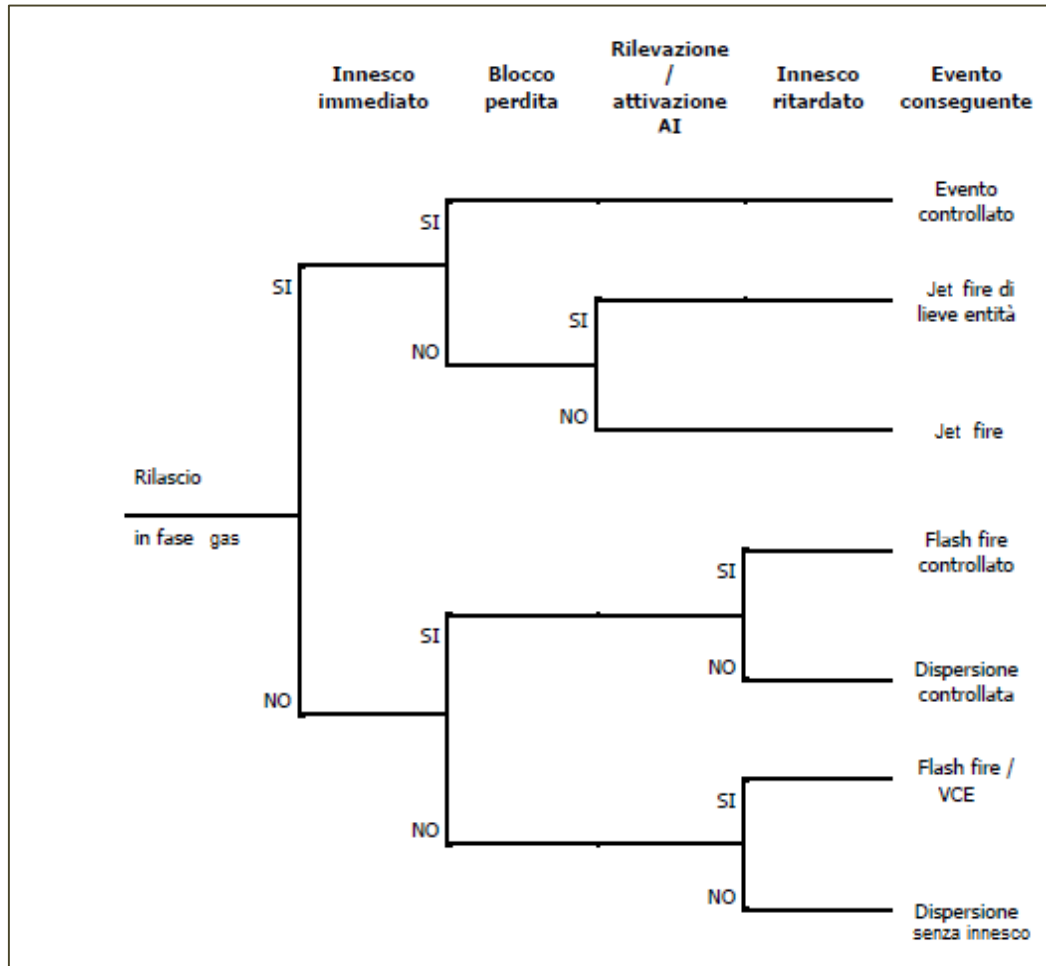 Innesco
immediato
Blocco
perdita
Rilevazione
/
attivazione
AI
Innesco
ritardato
Evento
conseguente
Evento
controllato
SI
SI
Jet fire di
lieve entità
SI
NO
NO
Jet fire
Rilascio
in fase gas
Flash fire
controllato
SI
SI
NO
Dispersione
controllata
NO
Flash fire /
VCE
SI
NO
NO
Dispersione
senza innesco